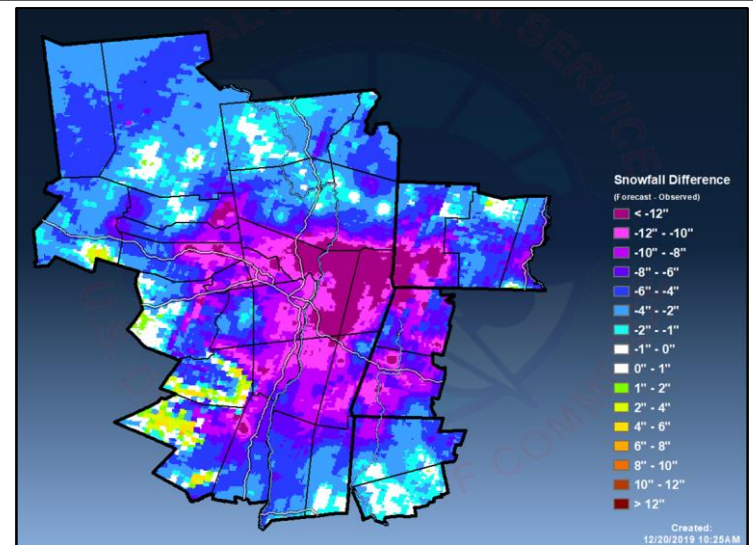 Snowfall Difference
(Forecast - Observed)
< -12"
-12" - -10"
-10" - -8"
-8" - -6"
-6" - -4"
-4" - -2"
-2" - -1"
-1" - 0"
0" - 1"
1" - 2"
2" - 4"
4" - 6"
6" - 8"
8" - 10"
10" - 12"
> 12"
Created:
12/20/2019 10:25AM